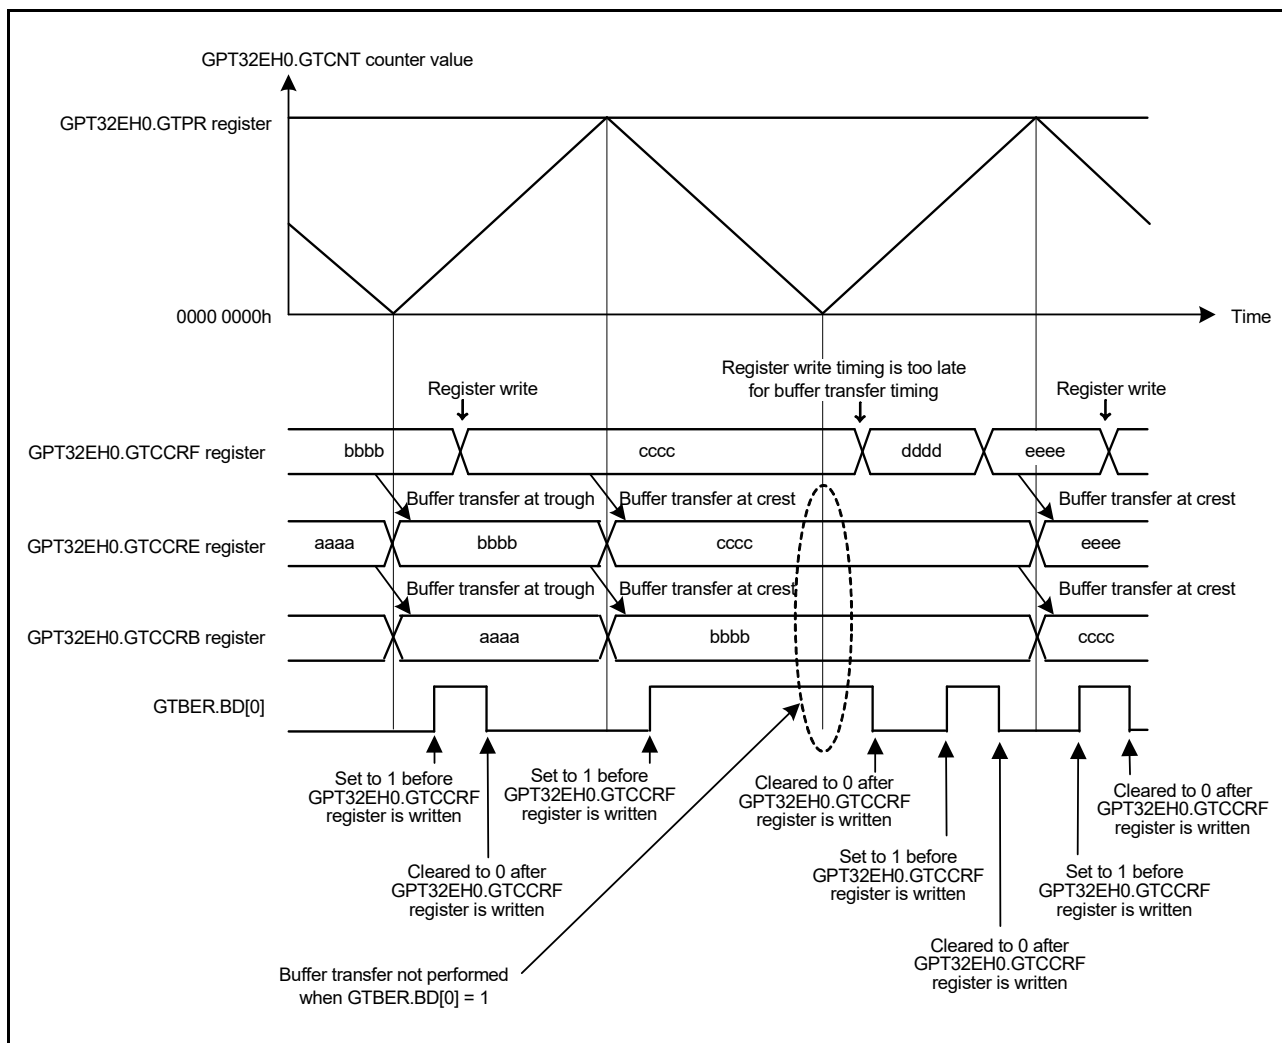 GPT32EH0.GTCNT counter value
GPT32EH0.GTPR register
0000 0000h
Time
Register write
Register write timing is too late
for buffer transfer timing
Register write
GPT32EH0.GTCCRF register
bbbb
cccc
dddd
eeee
Buffer transfer at trough
Buffer transfer at crest
Buffer transfer at crest
GPT32EH0.GTCCRE register
aaaa
bbbb
cccc
eeee
Buffer transfer at trough
Buffer transfer at crest
Buffer transfer at crest
GPT32EH0.GTCCRB register
aaaa
bbbb
cccc
GTBER.BD[0]
Set to 1 before
GPT32EH0.GTCCRF
register is written
Cleared to 0 after
GPT32EH0.GTCCRF
register is written
Set to 1 before
GPT32EH0.GTCCRF
register is written
Cleared to 0 after
GPT32EH0.GTCCRF
register is written
Set to 1 before
GPT32EH0.GTCCRF
register is written
Cleared to 0 after
GPT32EH0.GTCCRF
register is written
Set to 1 before
GPT32EH0.GTCCRF
register is written
Cleared to 0 after
GPT32EH0.GTCCRF
register is written
Buffer transfer not performed
when GTBER.BD[0] = 1